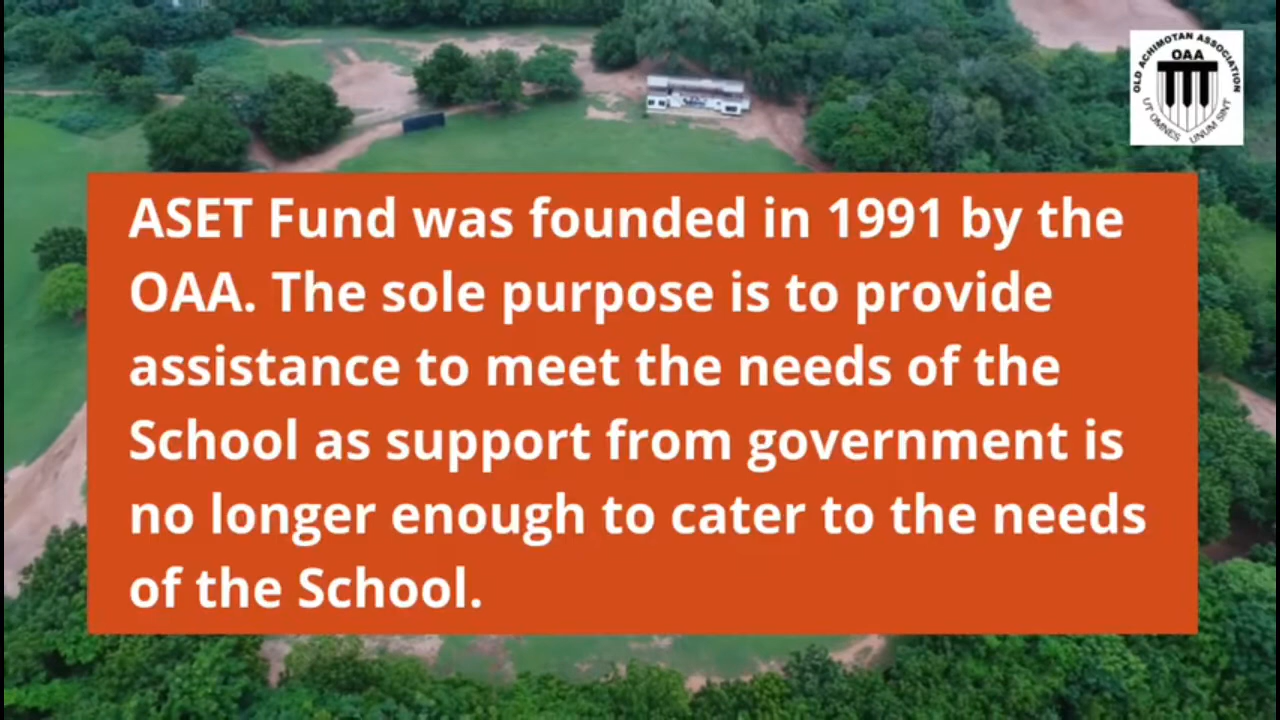 OLD ACHIMOTAN ASSOCIATION
OAA
UT OMNES UNUM SINT
ASET Fund was founded in 1991 by the
OAA. The sole purpose is to provide
assistance to meet the needs of the
School as support from government is
no longer enough to cater to the needs
of the School.